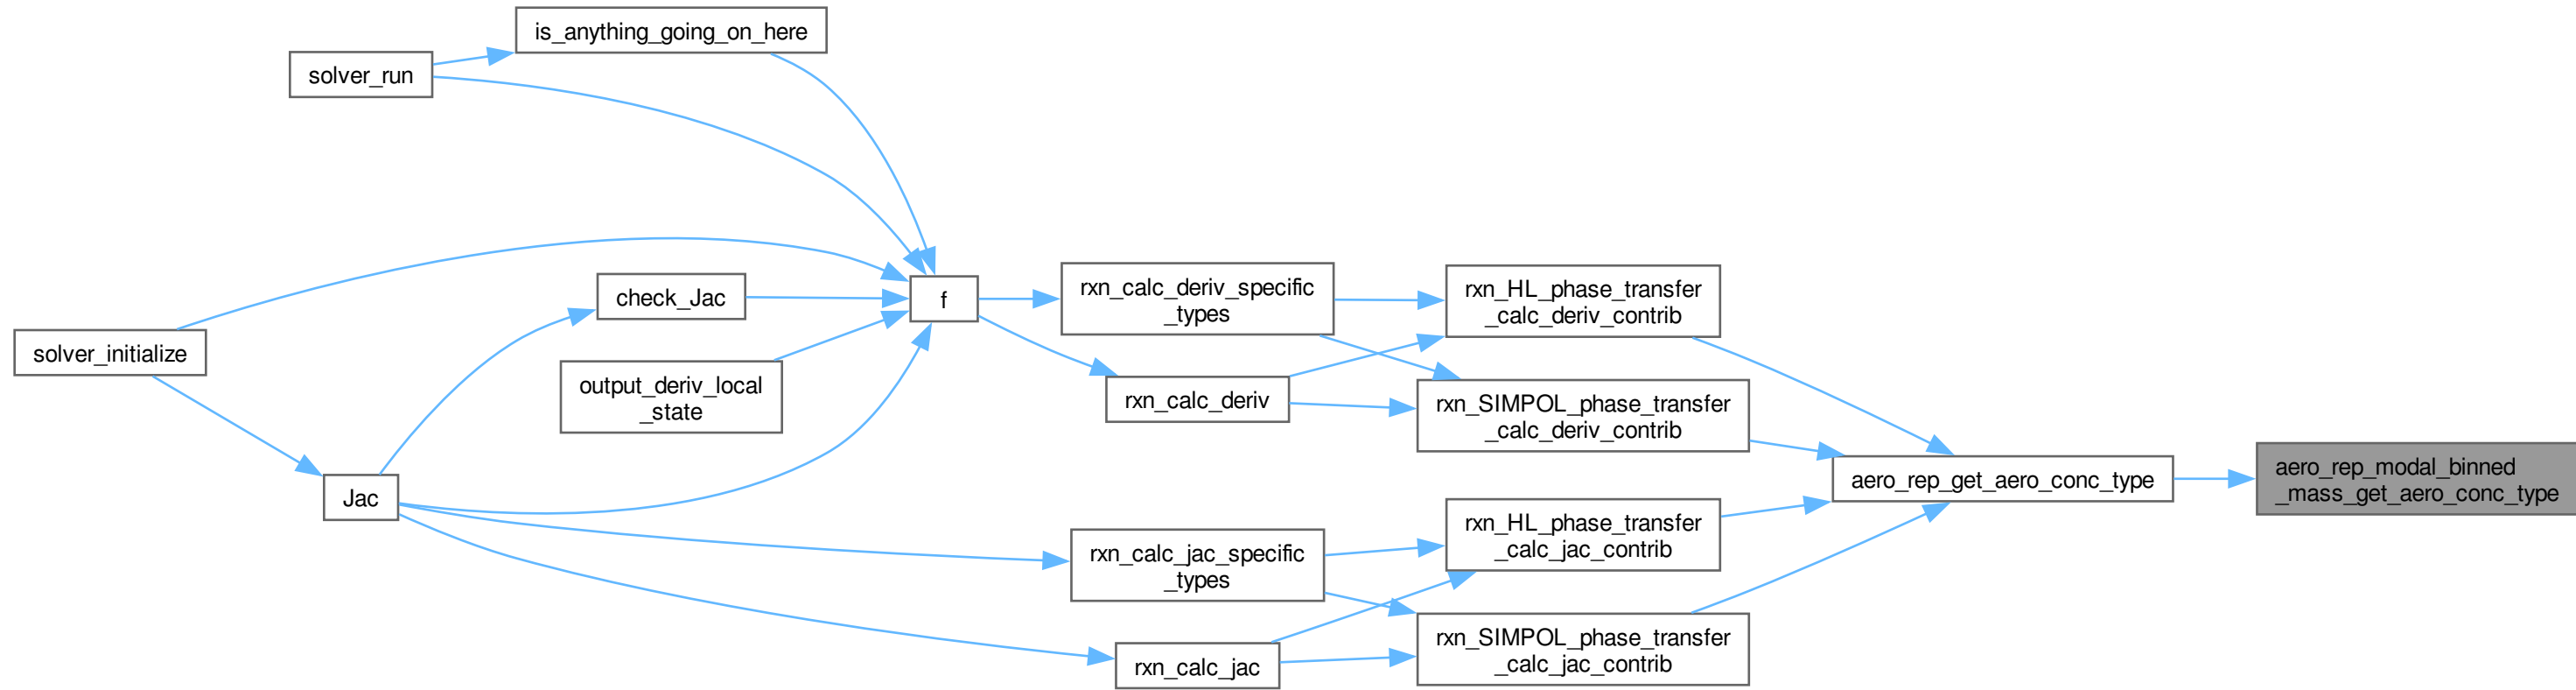 is_anything_going_on_here
solver_run
solver_initialize
check_Jac
output_deriv_local
_state
Jac
f
rxn_calc_deriv_specific
_types
rxn_calc_deriv
rxn_calc_jac_specific
_types
rxn_calc_jac
rxn_HL_phase_transfer
_calc_deriv_contrib
rxn_SIMPOL_phase_transfer
_calc_deriv_contrib
rxn_HL_phase_transfer
_calc_jac_contrib
rxn_SIMPOL_phase_transfer
_calc_jac_contrib
aero_rep_get_aero_conc_type
aero_rep_modal_binned
_mass_get_aero_conc_type